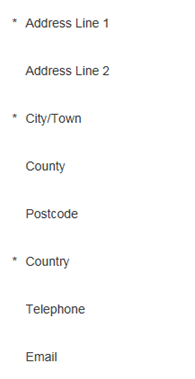 * Address Line 1
Address Line 2
* City/Town
County
Postcode
* Country
Telephone
Email